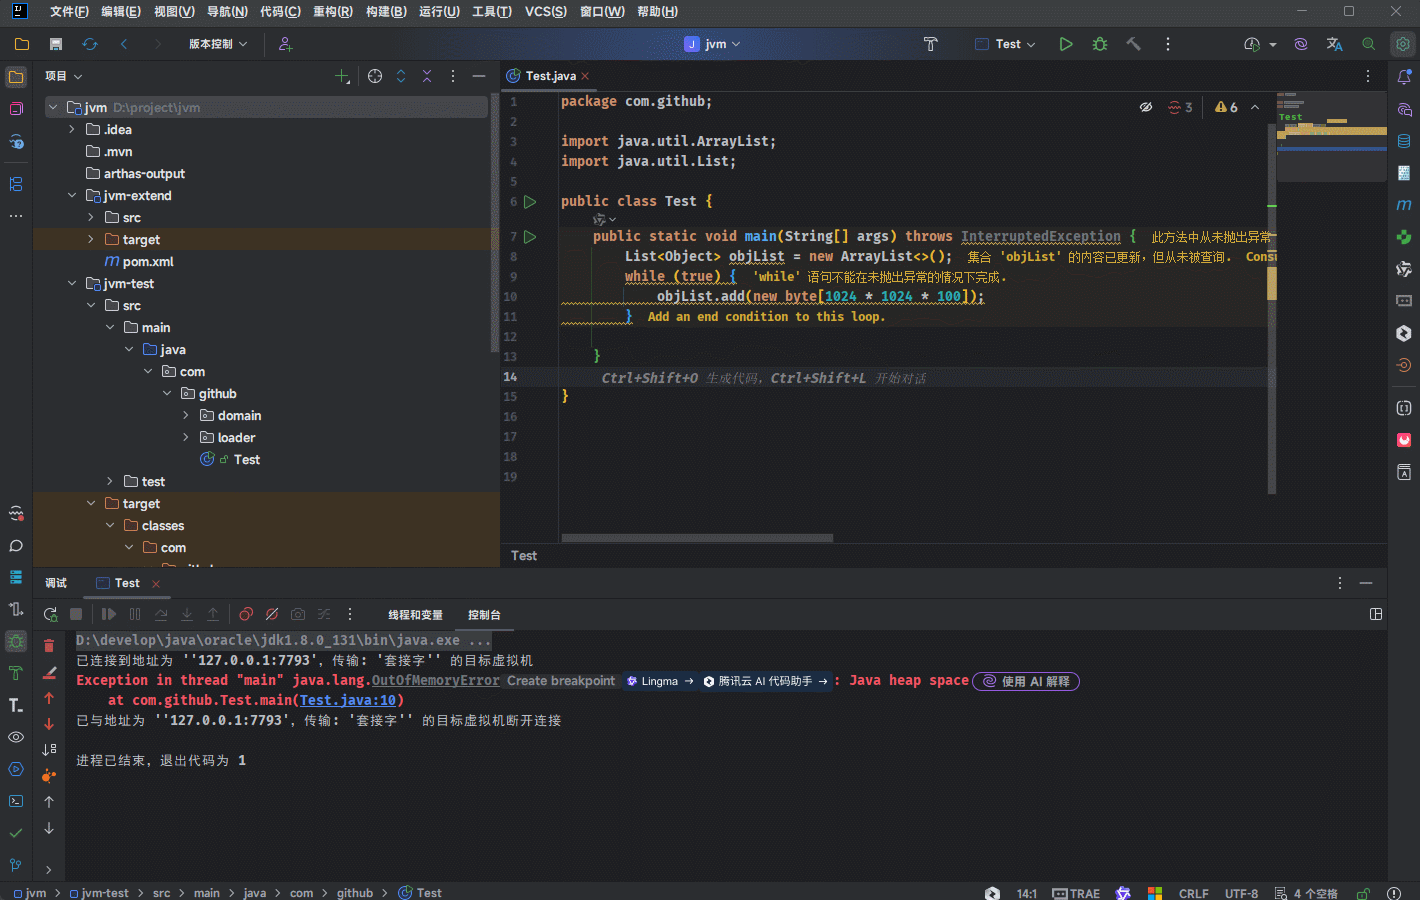 文件(F) 编辑(E) 视图(V) 导航(N) 代码(C) 重构(R) 构建(B) 运行(U) 工具(T) VCS(S) 窗口(W) 帮助(H)
版本控制 J jvm Test
项目
jvm D:\project\jvm
.idea
.mvn
arthas-output
jvm-extend
src
target
m pom.xml
jvm-test
src
main
java
com
github
domain
loader
Test
test
target
classes
com
Test.java
3 6
1 package com.github;
2
3 import java.util.ArrayList;
4 import java.util.List;
5
6 public class Test {
7 public static void main(String[] args) throws InterruptedException { 此方法中从未抛出异常
8 List<Object> objList = new ArrayList<>(); 集合 'objList' 的内容已更新，但从未被查询. Consu
9 while (true) { 'while' 语句不能在未抛出异常的情况下完成.
10 objList.add(new byte[1024 * 1024 * 100]);
11 } Add an end condition to this loop.
12
13 }
14 Ctrl+Shift+O 生成代码，Ctrl+Shift+L 开始对话
15 }
16
17
18
19
Test
Test
调试 Test
线程和变量 控制台
D:\develop\java\oracle\jdk1.8.0_131\bin\java.exe ...
已连接到地址为 ''127.0.0.1:7793'，传输: '套接字'' 的目标虚拟机
Exception in thread "main" java.lang.OutOfMemoryError Create breakpoint Lingma → 腾讯云 AI 代码助手 → : Java heap space 使用 AI 解释
at com.github.Test.main(Test.java:10)
已与地址为 ''127.0.0.1:7793'，传输: '套接字'' 的目标虚拟机断开连接
进程已结束，退出代码为 1
jvm > jvm-test > src > main > java > com > github > Test 14:1 TRAE CRLF UTF-8 4 个空格